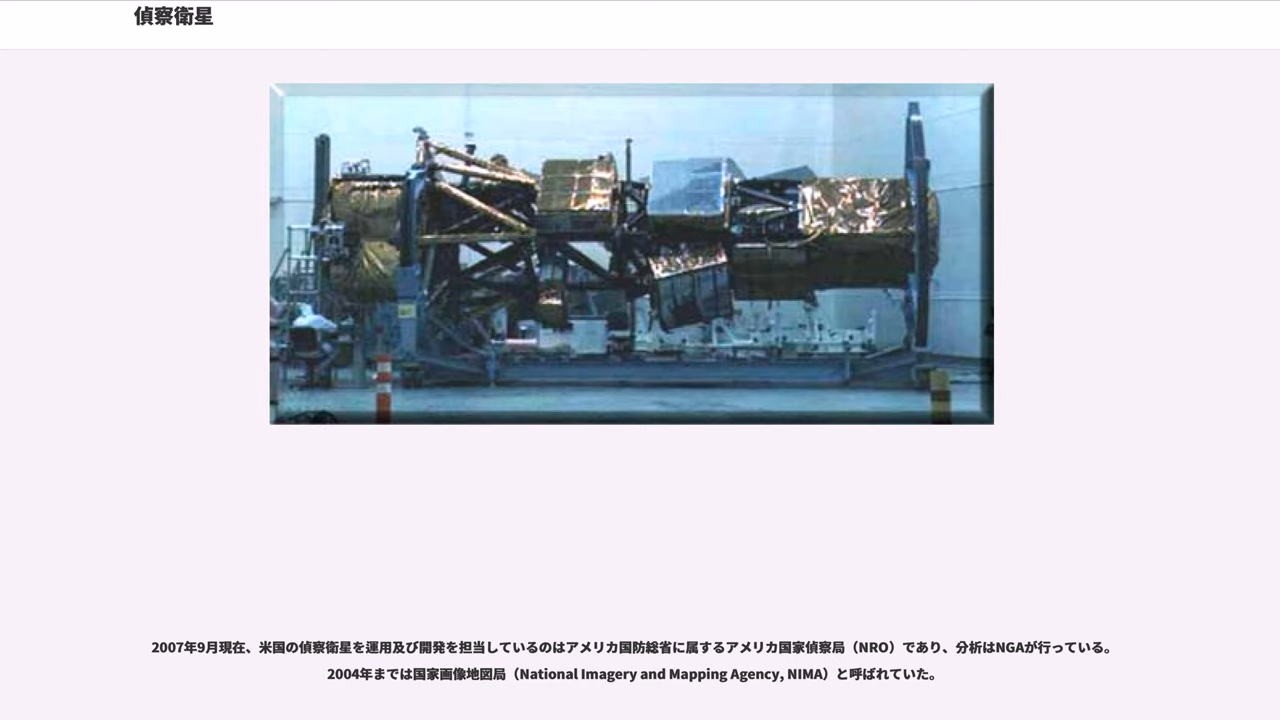 偵察衛星
2007年9月現在、米国の偵察衛星を運用及び開発を担当しているのはアメリカ国防総省に属するアメリカ国家偵察局（NRO）であり、分析はNGAが行っている。
2004年までは国家画像地図局（National Imagery and Mapping Agency, NIMA）と呼ばれていた。